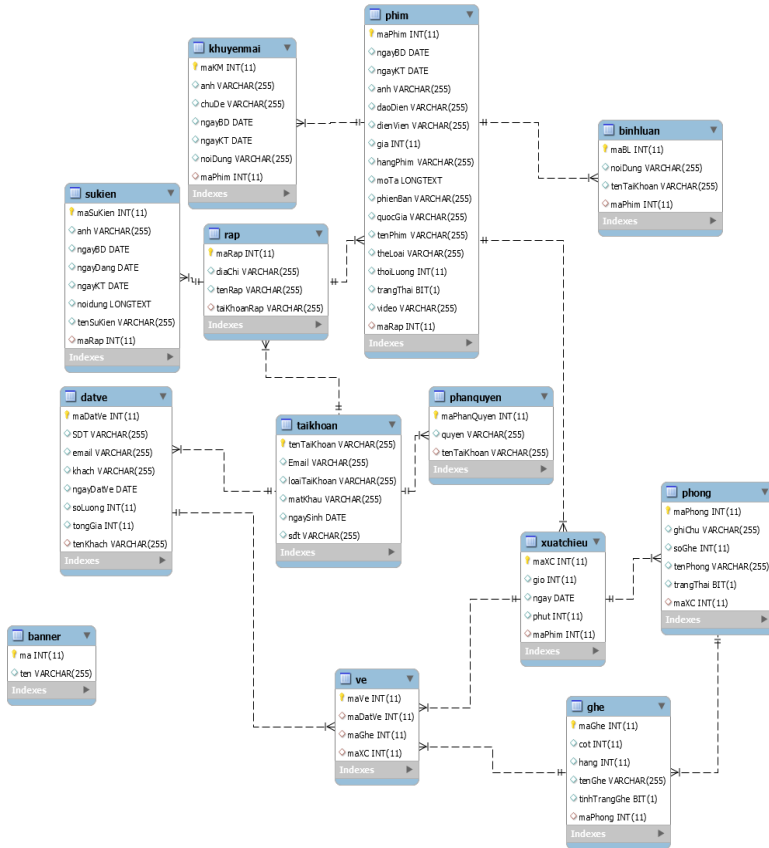 phim
maPhim INT(11)
ngayBD DATE
ngayKT DATE
anh VARCHAR(255)
daoDien VARCHAR(255)
dienVien VARCHAR(255)
gia INT(11)
hangPhim VARCHAR(255)
moTa LONGTEXT
phienBan VARCHAR(255)
quocGia VARCHAR(255)
tenPhim VARCHAR(255)
theLoai VARCHAR(255)
thoiLuong INT(11)
trangThai BIT(1)
video VARCHAR(255)
maRap INT(11)
Indexes
khuyenmai
maKM INT(11)
anh VARCHAR(255)
chuDe VARCHAR(255)
ngayBD DATE
ngayKT DATE
noiDung VARCHAR(255)
maPhim INT(11)
Indexes
binhluan
maBL INT(11)
noiDung VARCHAR(255)
tenTaiKhoan VARCHAR(255)
maPhim INT(11)
Indexes
sukien
maSuKien INT(11)
anh VARCHAR(255)
ngayBD DATE
ngayDang DATE
ngayKT DATE
noidung LONGTEXT
tenSuKien VARCHAR(255)
maRap INT(11)
Indexes
rap
maRap INT(11)
diaChi VARCHAR(255)
tenRap VARCHAR(255)
taiKhoanRap VARCHAR(255)
Indexes
datve
maDatVe INT(11)
SDT VARCHAR(255)
email VARCHAR(255)
khach VARCHAR(255)
ngayDatVe DATE
soLuong INT(11)
tongGia INT(11)
tenKhach VARCHAR(255)
Indexes
taikhoan
tenTaiKhoan VARCHAR(255)
Email VARCHAR(255)
loaiTaiKhoan VARCHAR(255)
matKhau VARCHAR(255)
ngaySinh DATE
sđt VARCHAR(255)
Indexes
phanquyen
maPhanQuyen INT(11)
quyen VARCHAR(255)
tenTaiKhoan VARCHAR(255)
Indexes
phong
maPhong INT(11)
ghiChu VARCHAR(255)
soGhe INT(11)
tenPhong VARCHAR(255)
trangThai BIT(1)
maXC INT(11)
Indexes
xuatchieu
maXC INT(11)
gio INT(11)
ngay DATE
phut INT(11)
maPhim INT(11)
Indexes
banner
ma INT(11)
ten VARCHAR(255)
Indexes
ve
maVe INT(11)
maDatVe INT(11)
maGhe INT(11)
maXC INT(11)
Indexes
ghe
maGhe INT(11)
cot INT(11)
hang INT(11)
tenGhe VARCHAR(255)
tinhTrangGhe BIT(1)
maPhong INT(11)
Indexes